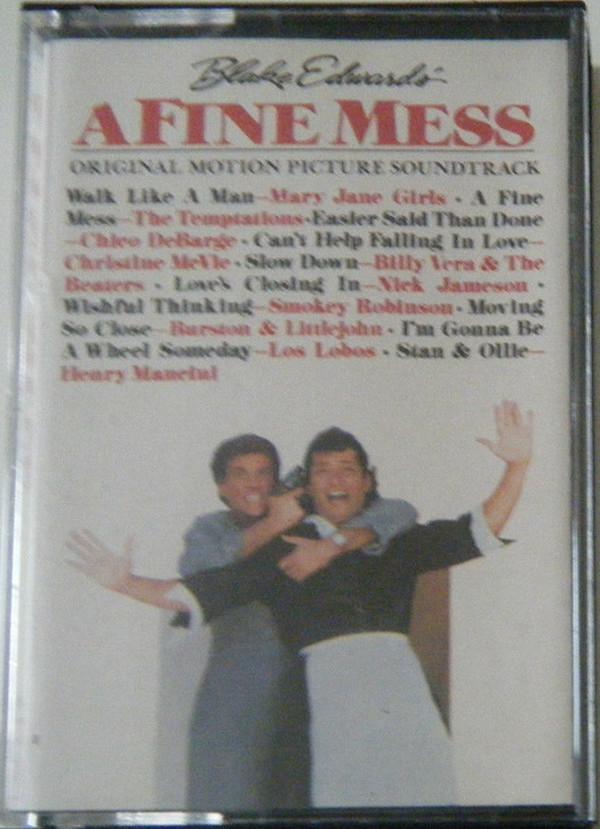 Blake Edwards'
A FINE MESS
ORIGINAL MOTION PICTURE SOUNDTRACK
Walk Like A Man—Mary Jane Girls • A Fine
Mess—The Temptations • Easier Said Than Done
—Chico DeBarge • Can't Help Falling In Love—
Christine McVie • Slow Down—Billy Vera & The
Beaters • Love's Closing In—Nick Jameson •
Wishful Thinking—Smokey Robinson • Moving
So Close—Burston & Littlejohn • I'm Gonna Be
A Wheel Someday—Los Lobos • Stan & Ollie—
Henry Mancini